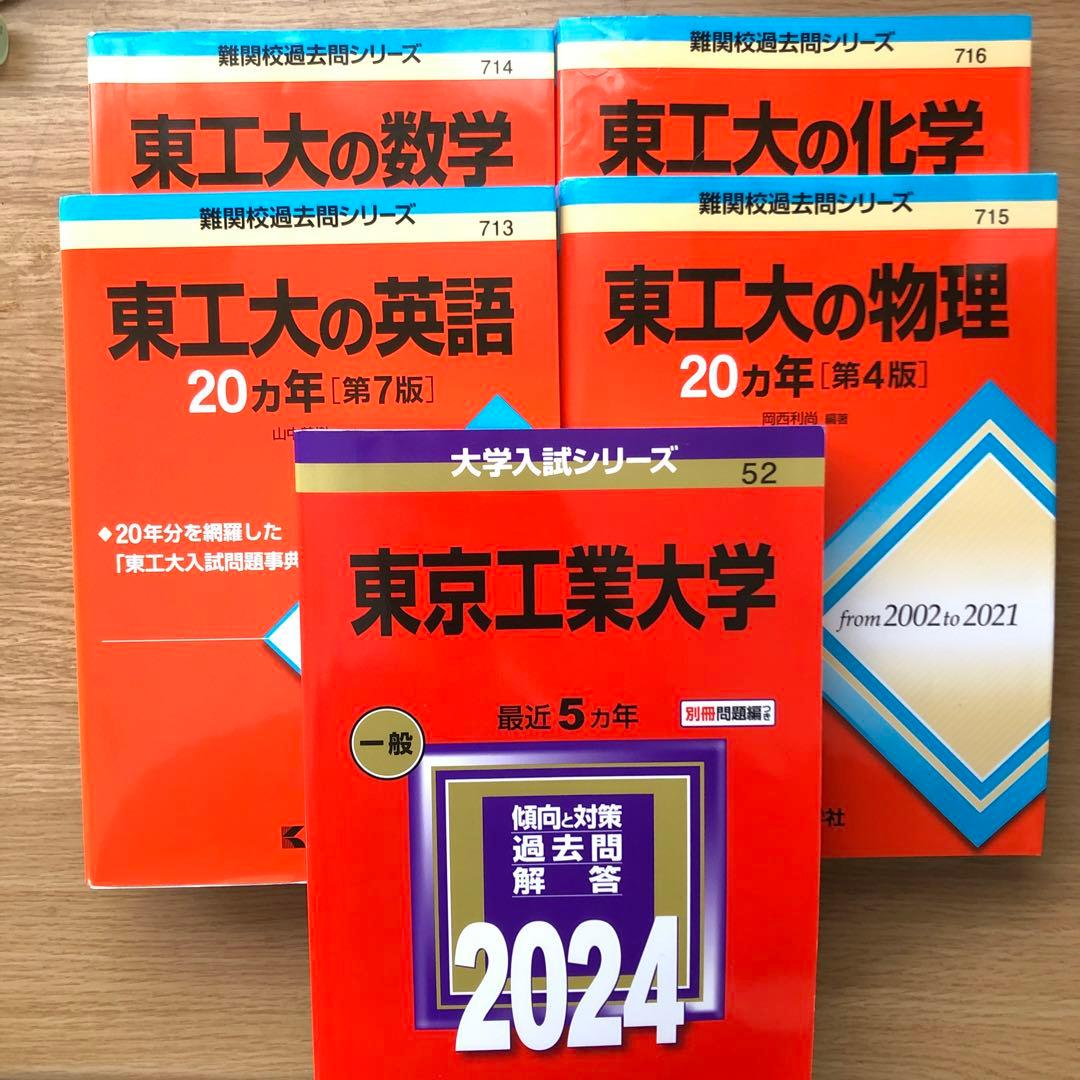 難関校過去問シリーズ
714
東工大の数学
難関校過去問シリーズ
716
東工大の化学
難関校過去問シリーズ
713
東工大の英語
20ヵ年[第7版]
山中
◆20年分を網羅した
「東工大入試問題事典
難関校過去問シリーズ
715
東工大の物理
20ヵ年[第4版]
岡西利尚 編著
from 2002 to 2021
社
大学入試シリーズ
52
東京工業大学
最近5ヵ年
別冊問題編つき
一般
傾向と対策
過去問
解答
2024